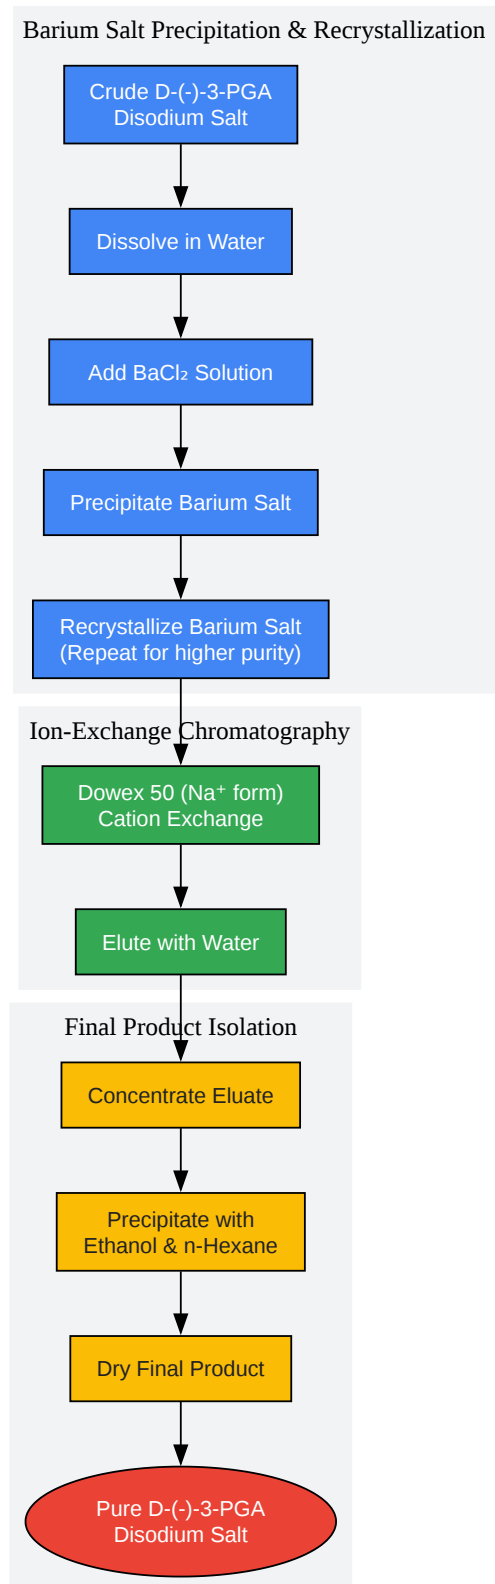 Barium Salt Precipitation & Recrystallization
Crude D-(-)-3-PGA
Disodium Salt
Dissolve in Water
Add BaCl₂ Solution
Precipitate Barium Salt
Recrystallize Barium Salt
(Repeat for higher purity)
Ion-Exchange Chromatography
Dowex 50 (Na⁺ form)
Cation Exchange
Elute with Water
Final Product Isolation
Concentrate Eluate
Precipitate with
Ethanol & n-Hexane
Dry Final Product
Pure D-(-)-3-PGA
Disodium Salt